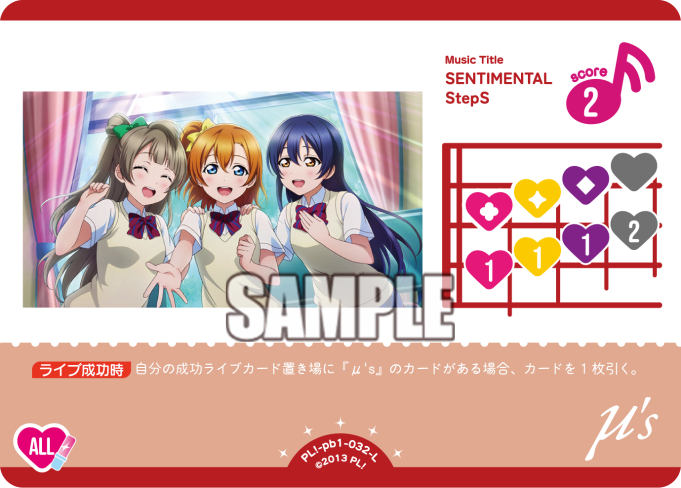 Music Title
SENTIMENTAL
StepS
score
2
1 1 1 2
SAMPLE
ライブ成功時 自分の成功ライブカード置き場に『μ's』のカードがある場合、カードを1枚引く。
μ's
ALL
PL!-pb1-032-L
©2013 PL!